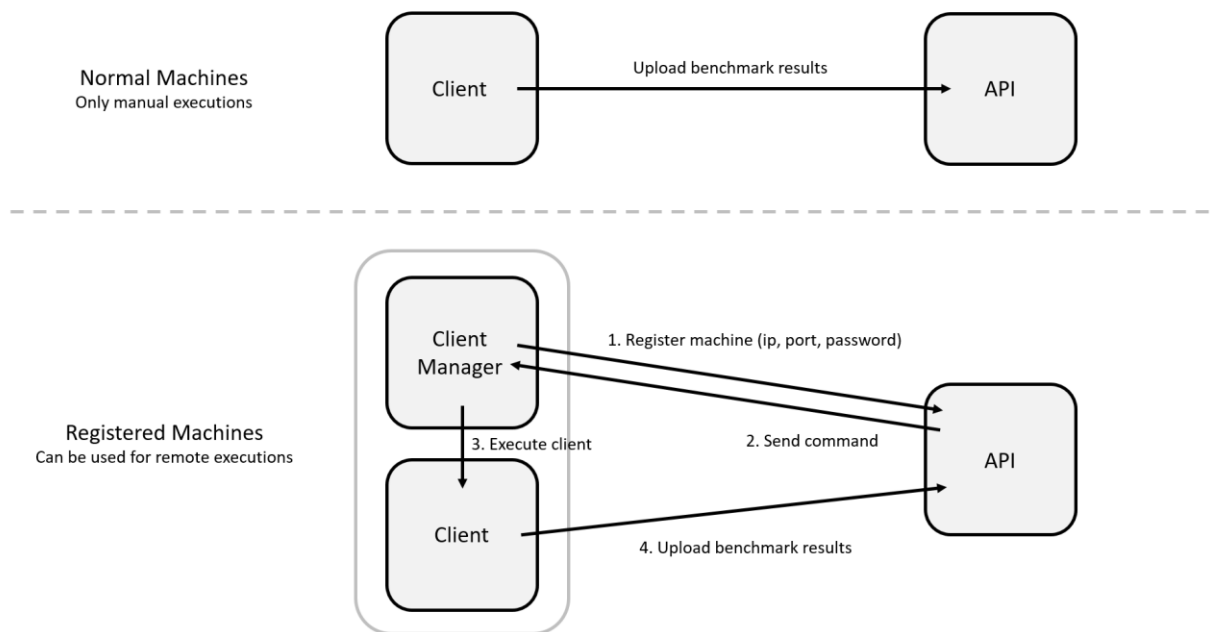 Normal Machines
Only manual executions
Client
Upload benchmark results
API
Registered Machines
Can be used for remote executions
Client
Manager
1. Register machine (ip, port, password)
2. Send command
3. Execute client
Client
4. Upload benchmark results
API